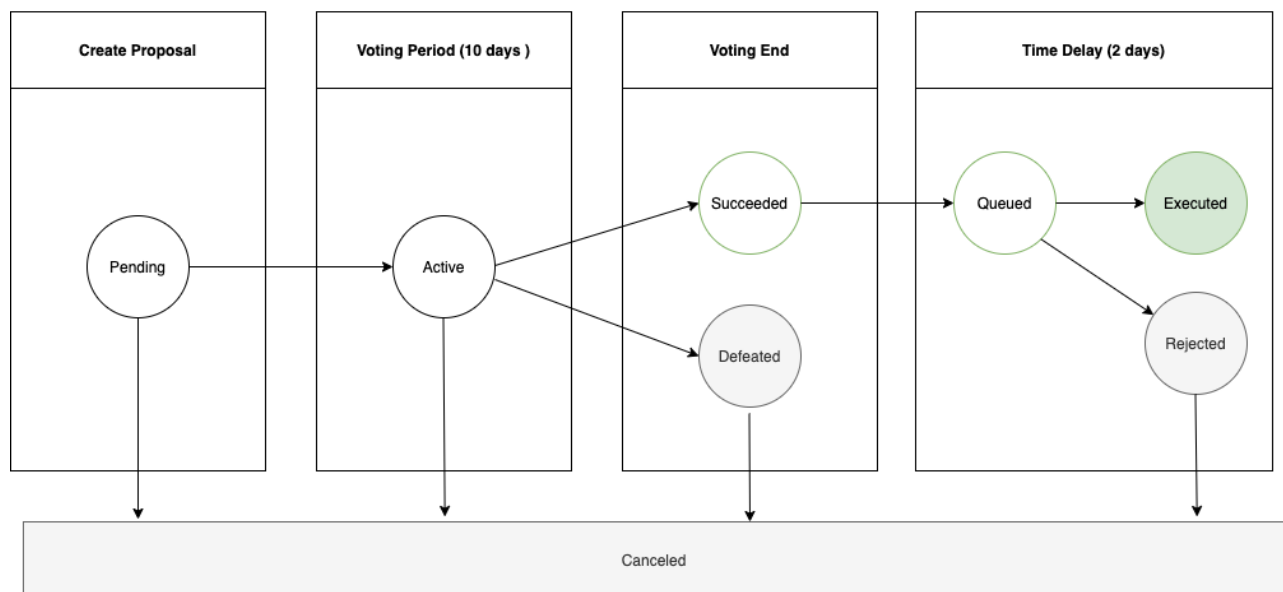 Create Proposal
Voting Period (10 days )
Voting End
Time Delay (2 days)
Succeeded
Queued
Executed
Pending
Active
Defeated
Rejected
Canceled